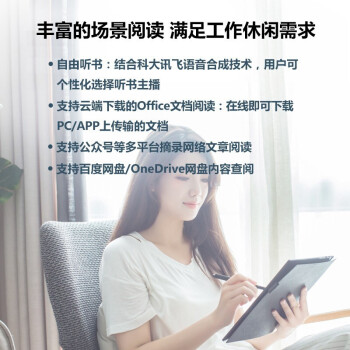 丰富的场景阅读 满足工作休闲需求
• 自由听书：结合科大讯飞语音合成技术，用户可
个性化选择听书主播
• 支持云端下载的Office文档阅读：在线即可下载
PC/APP上传输的文档
• 支持公众号等多平台摘录网络文章阅读
• 支持百度网盘/OneDrive网盘内容查阅